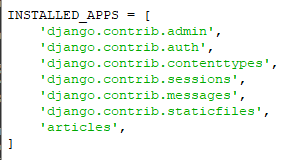 INSTALLED_APPS = [
    'django.contrib.admin',
    'django.contrib.auth',
    'django.contrib.contenttypes',
    'django.contrib.sessions',
    'django.contrib.messages',
    'django.contrib.staticfiles',
    'articles',
]